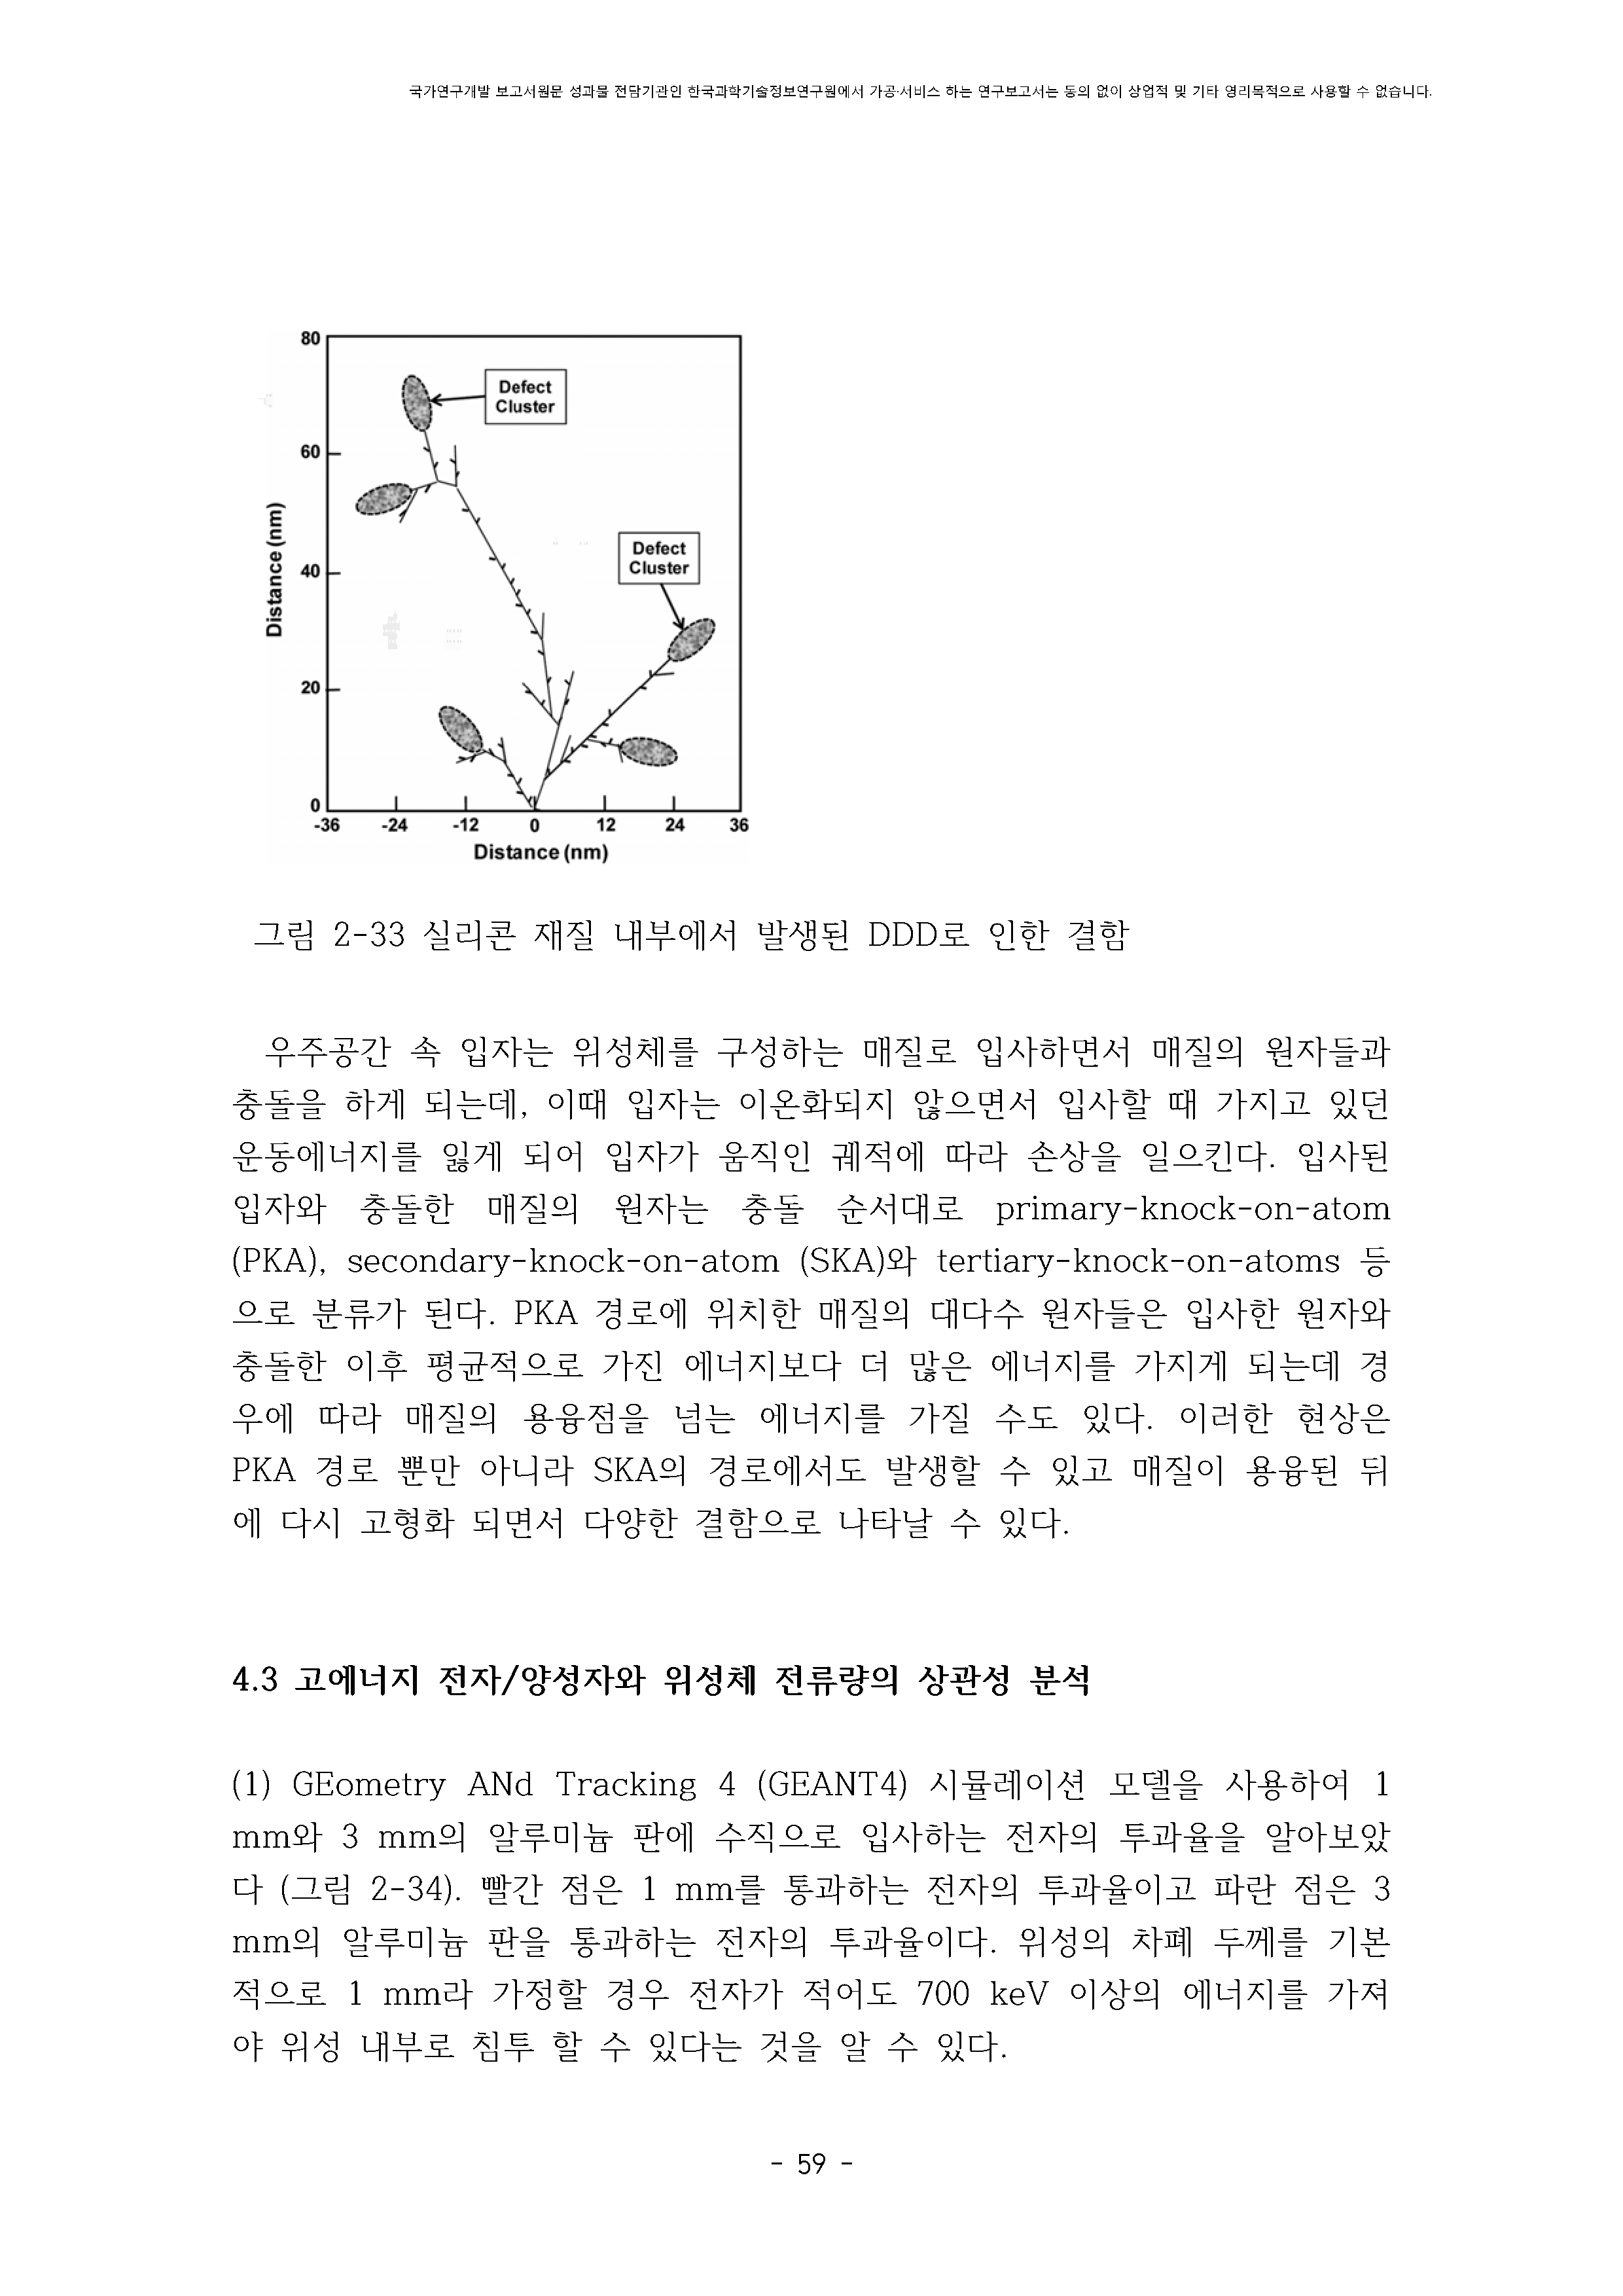 국가연구개발 보고서원문 성과물 전담기관인 한국과학기술정보연구원에서 가공·서비스 하는 연구보고서는 동의 없이 상업적 및 기타 영리목적으로 사용할 수 없습니다.
80
Defect
Cluster
60
Defect
Cluster
40
Distance (nm)
20
0
-36 -24 -12 0 12 24 36
Distance (nm)
그림 2-33 실리콘 재질 내부에서 발생된 DDD로 인한 결함
우주공간 속 입자는 위성체를 구성하는 매질로 입사하면서 매질의 원자들과
충돌을 하게 되는데, 이때 입자는 이온화되지 않으면서 입사할 때 가지고 있던
운동에너지를 잃게 되어 입자가 움직인 궤적에 따라 손상을 일으킨다. 입사된
입자와 충돌한 매질의 원자는 충돌 순서대로 primary-knock-on-atom
(PKA), secondary-knock-on-atom (SKA)와 tertiary-knock-on-atoms 등
으로 분류가 된다. PKA 경로에 위치한 매질의 대다수 원자들은 입사한 원자와
충돌한 이후 평균적으로 가진 에너지보다 더 많은 에너지를 가지게 되는데 경
우에 따라 매질의 용융점을 넘는 에너지를 가질 수도 있다. 이러한 현상은
PKA 경로 뿐만 아니라 SKA의 경로에서도 발생할 수 있고 매질이 용융된 뒤
에 다시 고형화 되면서 다양한 결함으로 나타날 수 있다.
4.3 고에너지 전자/양성자와 위성체 전류량의 상관성 분석
(1) GEometry ANd Tracking 4 (GEANT4) 시뮬레이션 모델을 사용하여 1
mm와 3 mm의 알루미늄 판에 수직으로 입사하는 전자의 투과율을 알아보았
다 (그림 2-34). 빨간 점은 1 mm를 통과하는 전자의 투과율이고 파란 점은 3
mm의 알루미늄 판을 통과하는 전자의 투과율이다. 위성의 차폐 두께를 기본
적으로 1 mm라 가정할 경우 전자가 적어도 700 keV 이상의 에너지를 가져
야 위성 내부로 침투 할 수 있다는 것을 알 수 있다.
- 59 -